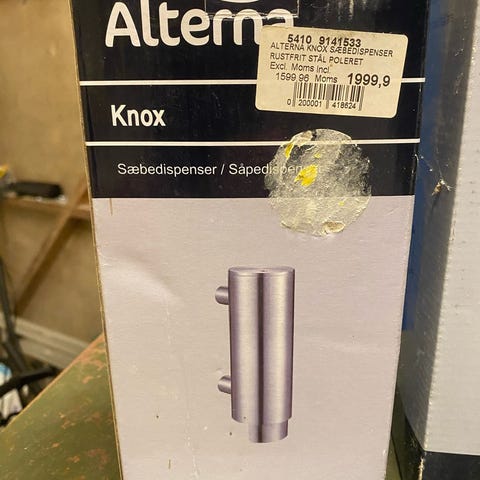 Alterna
5410 9141533
ALTERNA KNOX SÆBEDISPENSER
RUSTFRIT STÅL POLERET
Excl. Moms Incl.
1599,96 Moms 1999,9
0 200001 418624
Knox
Sæbedispenser / Såpedispenser